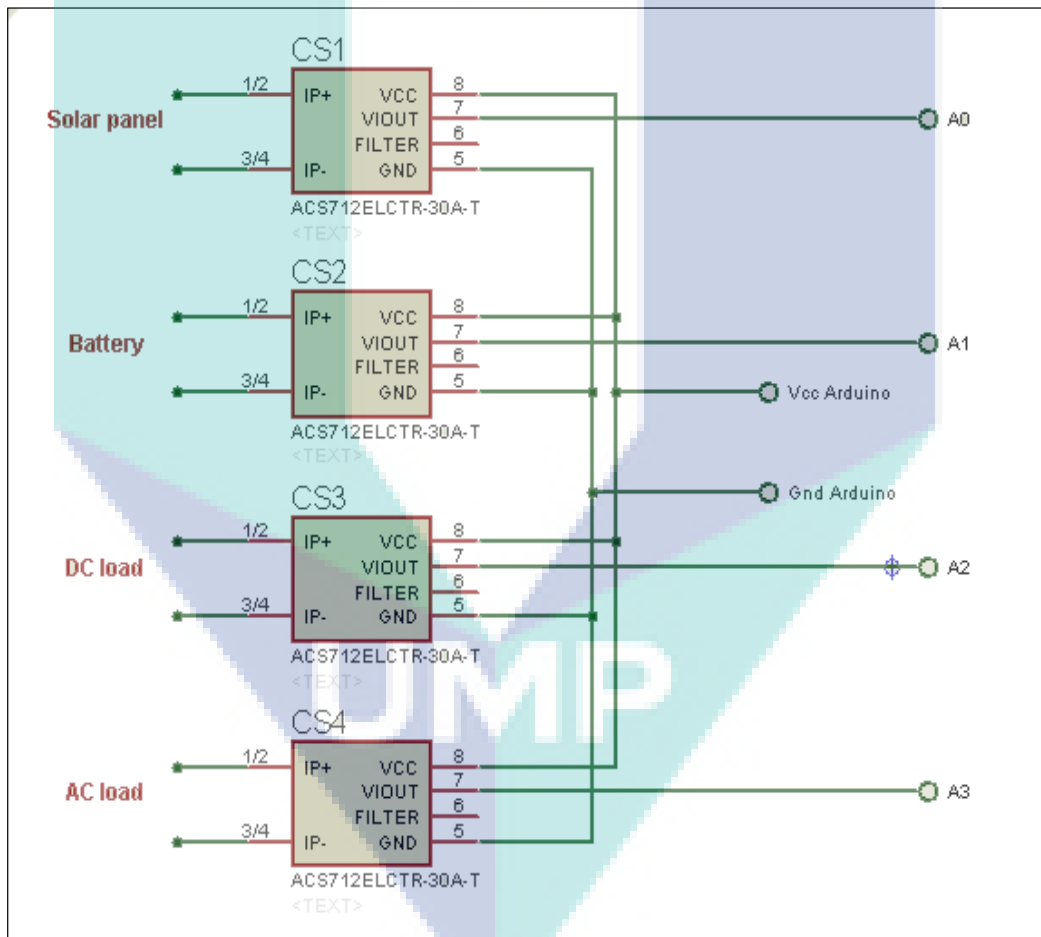 CS1
1/2 IP+ VCC 8
VIOUT 7
Solar panel A0
FILTER 6
3/4 IP- GND 5
ACS712ELCTR-30A-T
<TEXT>
CS2
1/2 IP+ VCC 8
VIOUT 7
Battery A1
FILTER 6
3/4 IP- GND 5
Vcc Arduino
ACS712ELCTR-30A-T
<TEXT>
Gnd Arduino
CS3
1/2 IP+ VCC 8
VIOUT 7
DC load A2
FILTER 6
3/4 IP- GND 5
ACS712ELCTR-30A-T
<TEXT>
UMP
CS4
1/2 IP+ VCC 8
VIOUT 7
AC load A3
FILTER 6
3/4 IP- GND 5
ACS712ELCTR-30A-T
<TEXT>